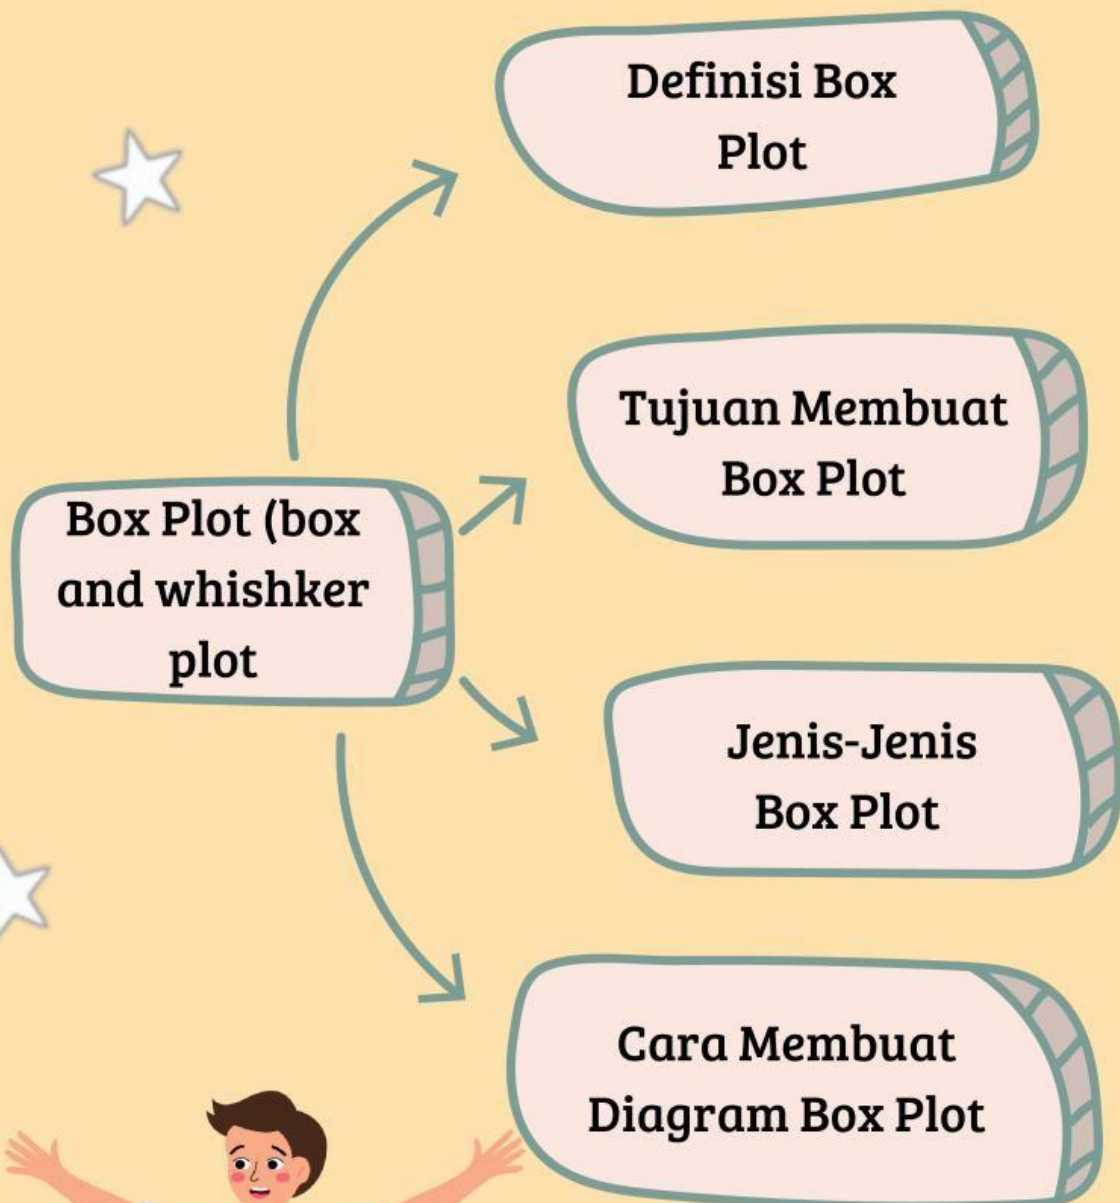 Definisi Box
Plot
Tujuan Membuat
Box Plot
Box Plot (box
and whishker
plot
Jenis-Jenis
Box Plot
Cara Membuat
Diagram Box Plot